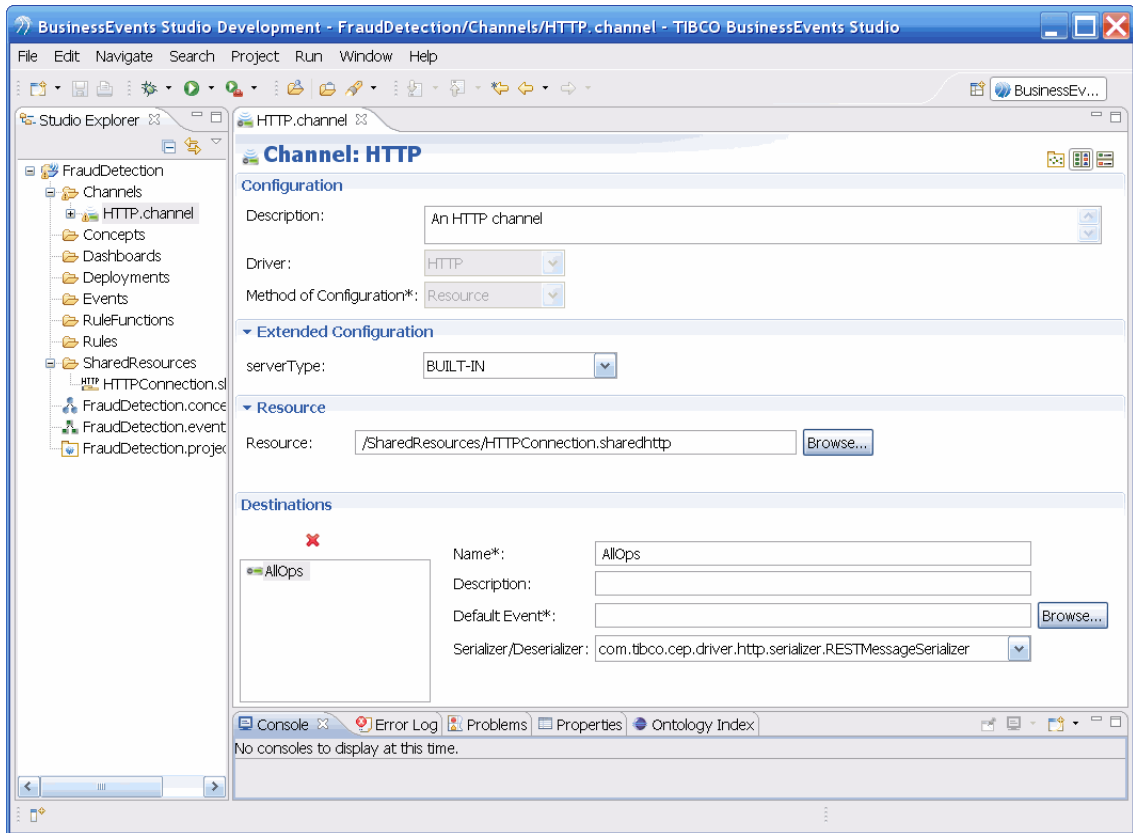 BusinessEvents Studio Development - FraudDetection/Channels/HTTP.channel - TIBCO BusinessEvents Studio
File Edit Navigate Search Project Run Window Help
BusinessEv...
Studio Explorer
HTTP.channel
Channel: HTTP
FraudDetection
Channels
HTTP.channel
Concepts
Dashboards
Deployments
Events
RuleFunctions
Rules
SharedResources
HTTP HTTPConnection.sl
FraudDetection.conce
FraudDetection.event
FraudDetection.projec
Configuration
Description: An HTTP channel
Driver: HTTP
Method of Configuration*: Resource
Extended Configuration
serverType: BUILT-IN
Resource
Resource: /SharedResources/HTTPConnection.sharedhttp Browse...
Destinations
AllOps
Name*: AllOps
Description:
Default Event*: Browse...
Serializer/Deserializer: com.tibco.cep.driver.http.serializer.RESTMessageSerializer
Console Error Log Problems Properties Ontology Index
No consoles to display at this time.